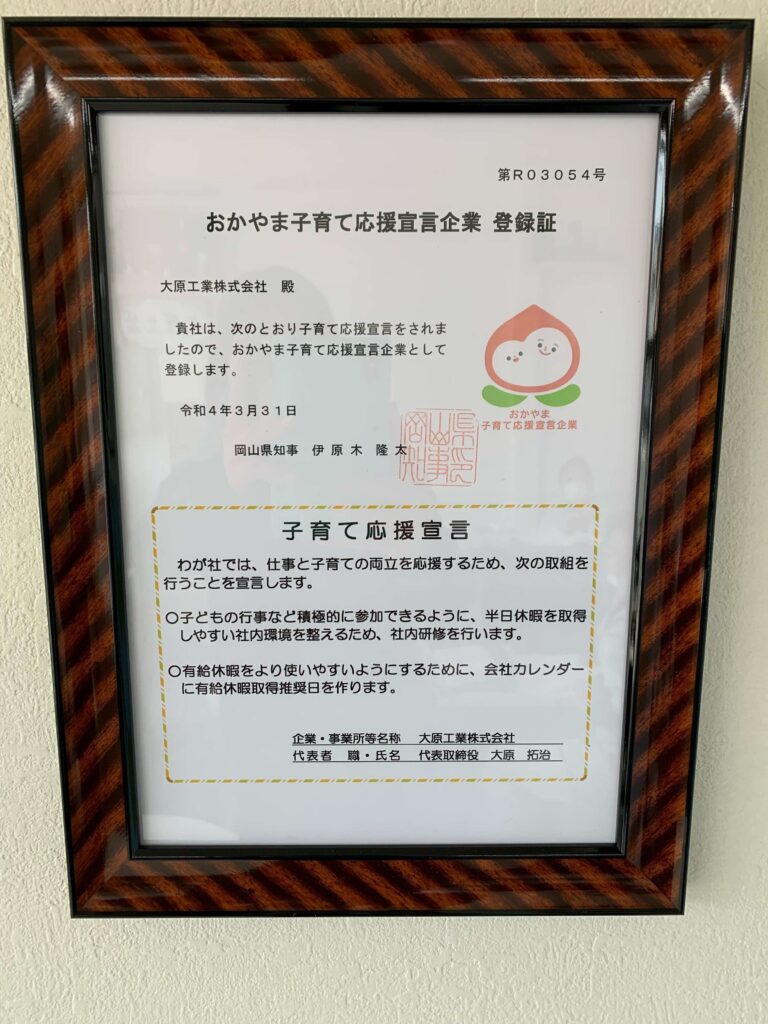 第R03054号
おかやま子育て応援宣言企業 登録証
大原工業株式会社 殿
貴社は、次のとおり子育て応援宣言をされま
したので、おかやま子育て応援宣言企業として
登録します。
令和4年3月31日
岡山県知事 伊原木 隆太
岡山県知事印
おかやま
子育て応援宣言企業
子育て応援宣言
わが社では、仕事と子育ての両立を応援するため、次の取組を
行うことを宣言します。
○子どもの行事など積極的に参加できるように、半日休暇を取得
しやすい社内環境を整えるため、社内研修を行います。
○有給休暇をより使いやすいようにするために、会社カレンダー
に有給休暇取得推奨日を作ります。
企業・事業所等名称 大原工業株式会社
代表者 職・氏名 代表取締役 大原 拓治